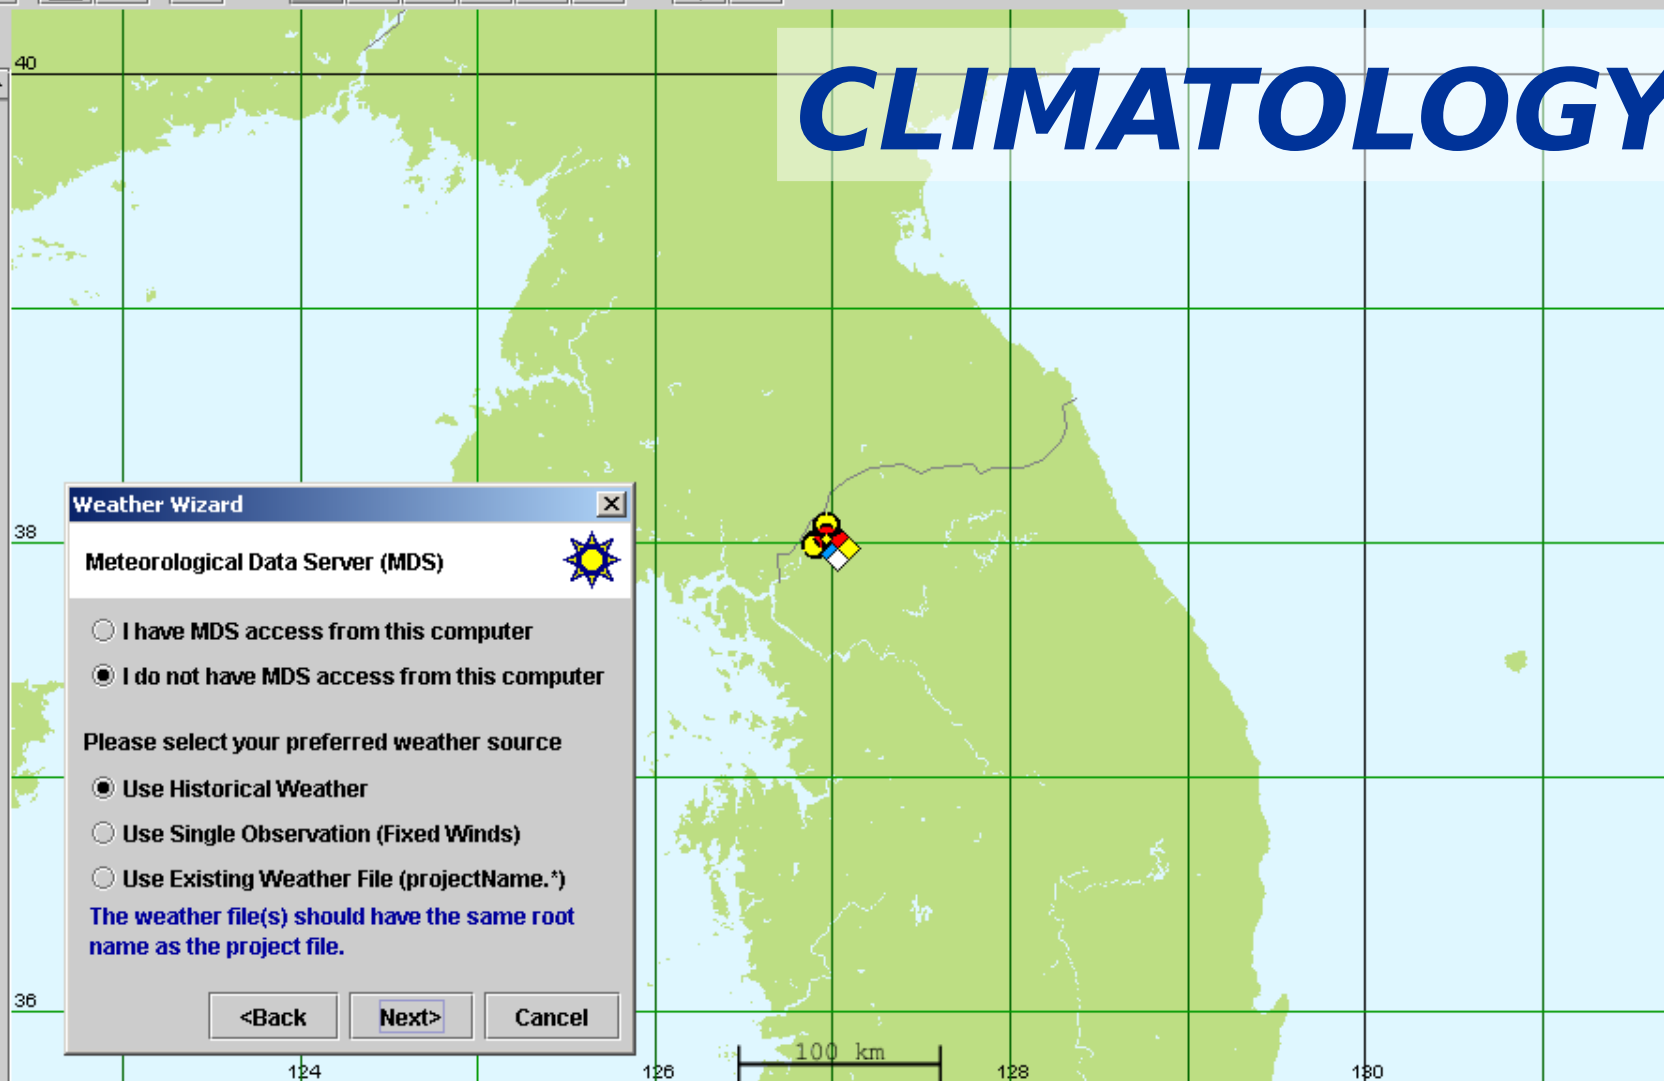 CLIMATOLOGY
40
38
36
Weather Wizard
Meteorological Data Server (MDS)
I have MDS access from this computer
I do not have MDS access from this computer
Please select your preferred weather source
Use Historical Weather
Use Single Observation (Fixed Winds)
Use Existing Weather File (projectName.*)
The weather file(s) should have the same root
name as the project file.
<Back Next> Cancel
100 km
124 126 128 130